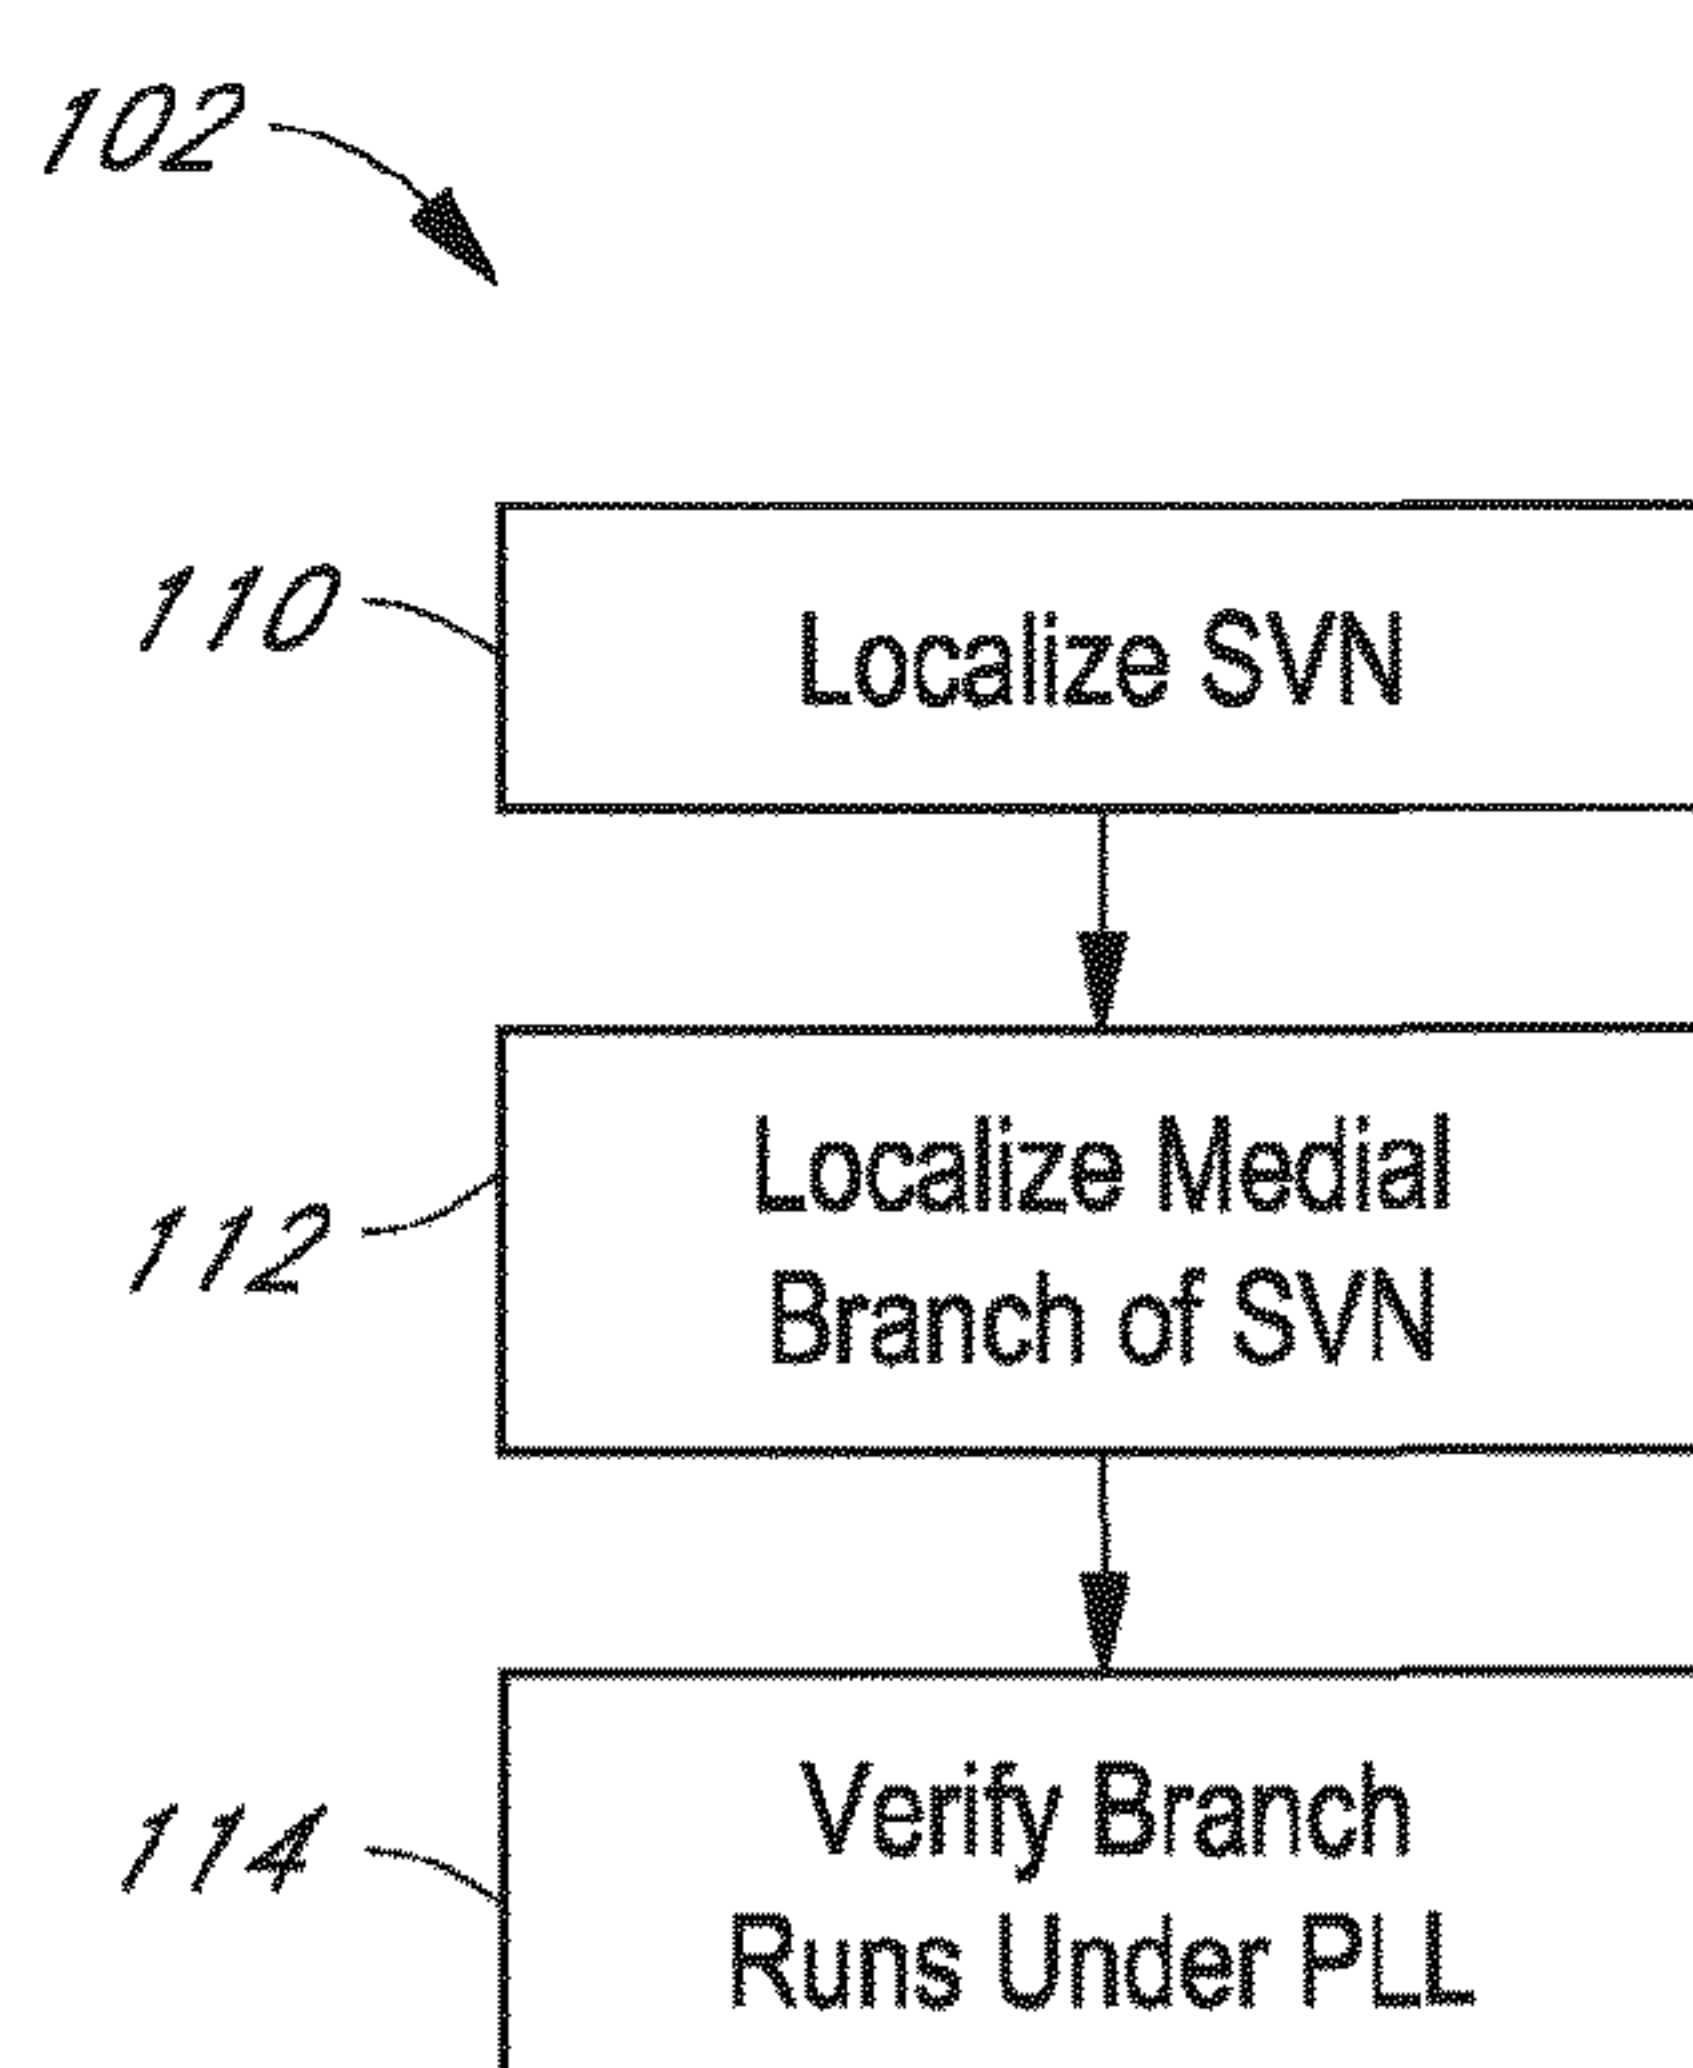 102
110
Localize SVN
112
Localize Medial
Branch of SVN
114
Verify Branch
Runs Under PLL